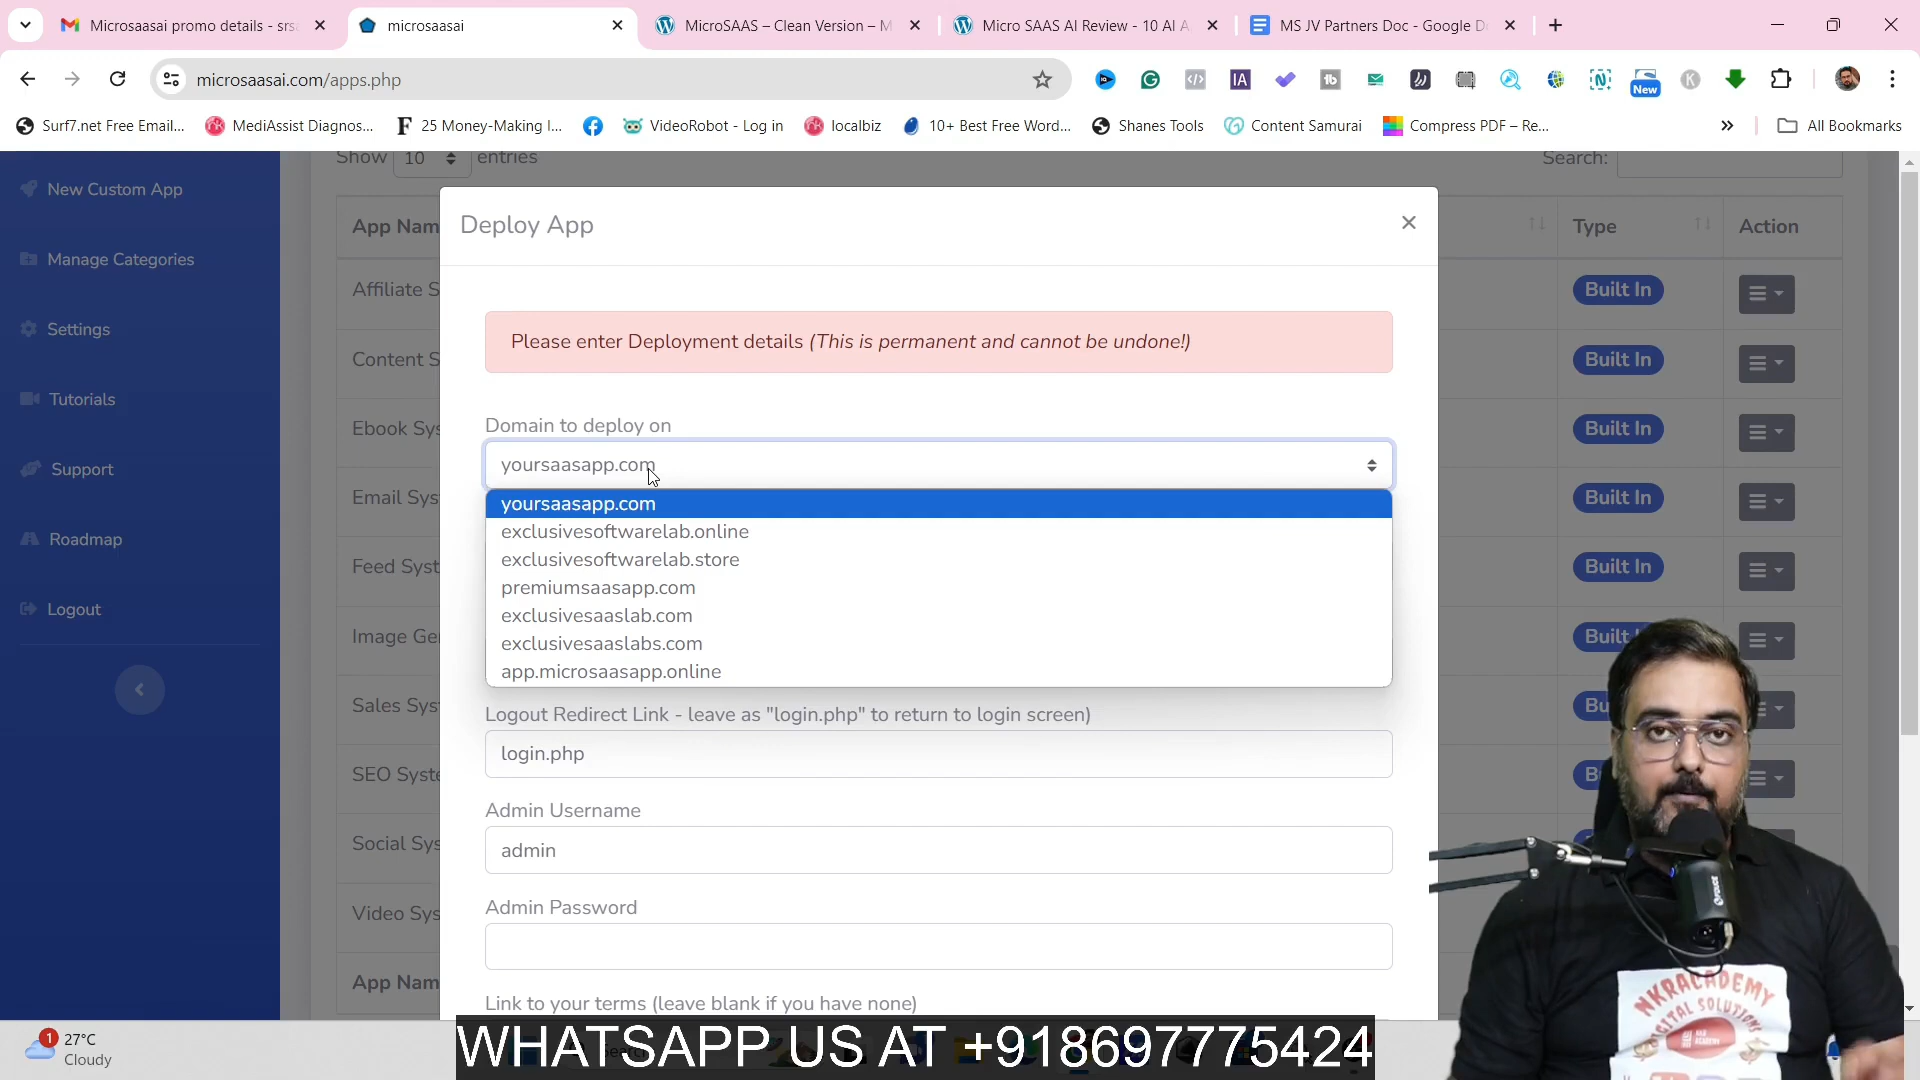 Microsaasai promo details - srs
microsaasai
MicroSAAS – Clean Version – M
Micro SAAS AI Review - 10 AI A
MS JV Partners Doc - Google D
microsaasai.com/apps.php
IA
New
K
Surf7.net Free Email...
MediAssist Diagnos...
25 Money-Making I...
VideoRobot - Log in
localbiz
10+ Best Free Word...
Shanes Tools
Content Samurai
Compress PDF – Re...
All Bookmarks
Show 10 entries
Search:
New Custom App
Manage Categories
Settings
Tutorials
Support
Roadmap
Logout
App Nam
Type
Action
Affiliate S
Built In
Content S
Built In
Ebook Sys
Built In
Email Sys
Built In
Feed Syst
Built In
Image Ge
Built
Sales Sys
Bu
SEO Syste
B
Social Sys
Video Sys
App Nam
Deploy App
Please enter Deployment details (This is permanent and cannot be undone!)
Domain to deploy on
yoursaasapp.com
yoursaasapp.com
exclusivesoftwarelab.online
exclusivesoftwarelab.store
premiumsaasapp.com
exclusivesaaslab.com
exclusivesaaslabs.com
app.microsaasapp.online
Logout Redirect Link - leave as "login.php" to return to login screen)
login.php
Admin Username
admin
Admin Password
Link to your terms (leave blank if you have none)
NKRACADEMY
DIGITAL SOLUTIONS
1
27°C
Cloudy
WHATSAPP US AT +918697775424